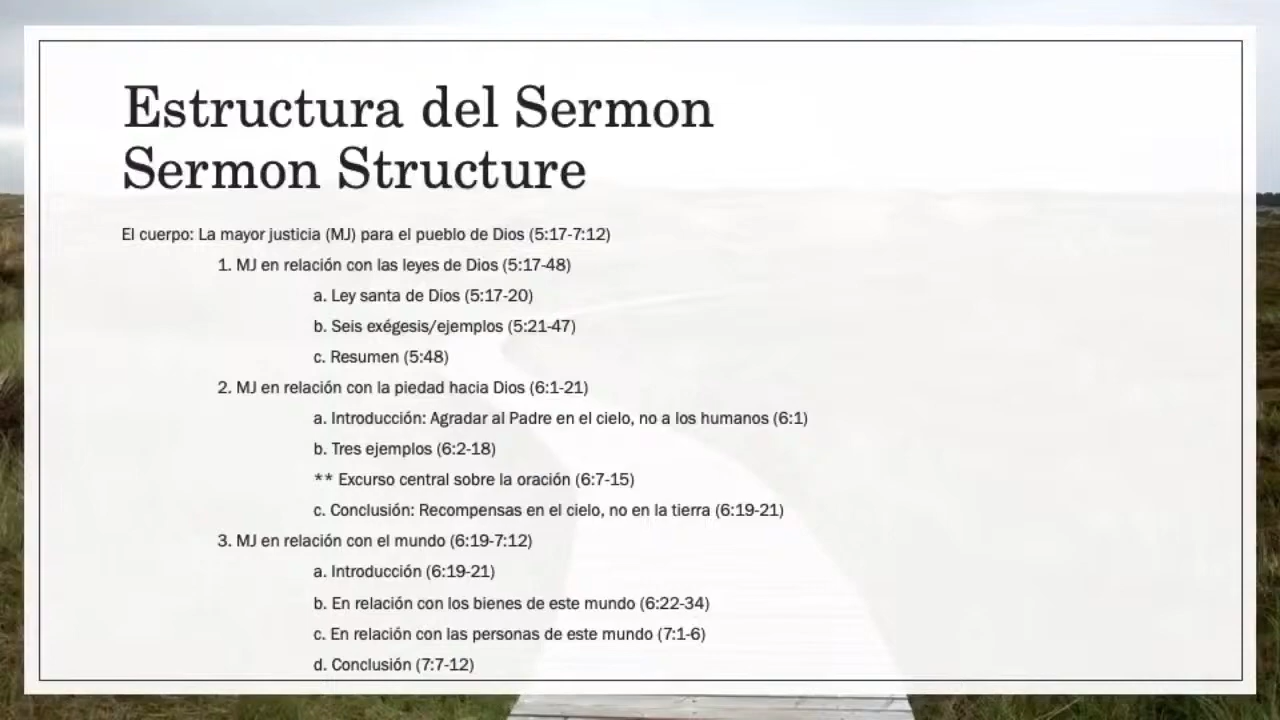 Estructura del Sermon
Sermon Structure
El cuerpo: La mayor justicia (MJ) para el pueblo de Dios (5:17-7:12)
1. MJ en relación con las leyes de Dios (5:17-48)
a. Ley santa de Dios (5:17-20)
b. Seis exégesis/ejemplos (5:21-47)
c. Resumen (5:48)
2. MJ en relación con la piedad hacia Dios (6:1-21)
a. Introducción: Agradar al Padre en el cielo, no a los humanos (6:1)
b. Tres ejemplos (6:2-18)
** Excurso central sobre la oración (6:7-15)
c. Conclusión: Recompensas en el cielo, no en la tierra (6:19-21)
3. MJ en relación con el mundo (6:19-7:12)
a. Introducción (6:19-21)
b. En relación con los bienes de este mundo (6:22-34)
c. En relación con las personas de este mundo (7:1-6)
d. Conclusión (7:7-12)